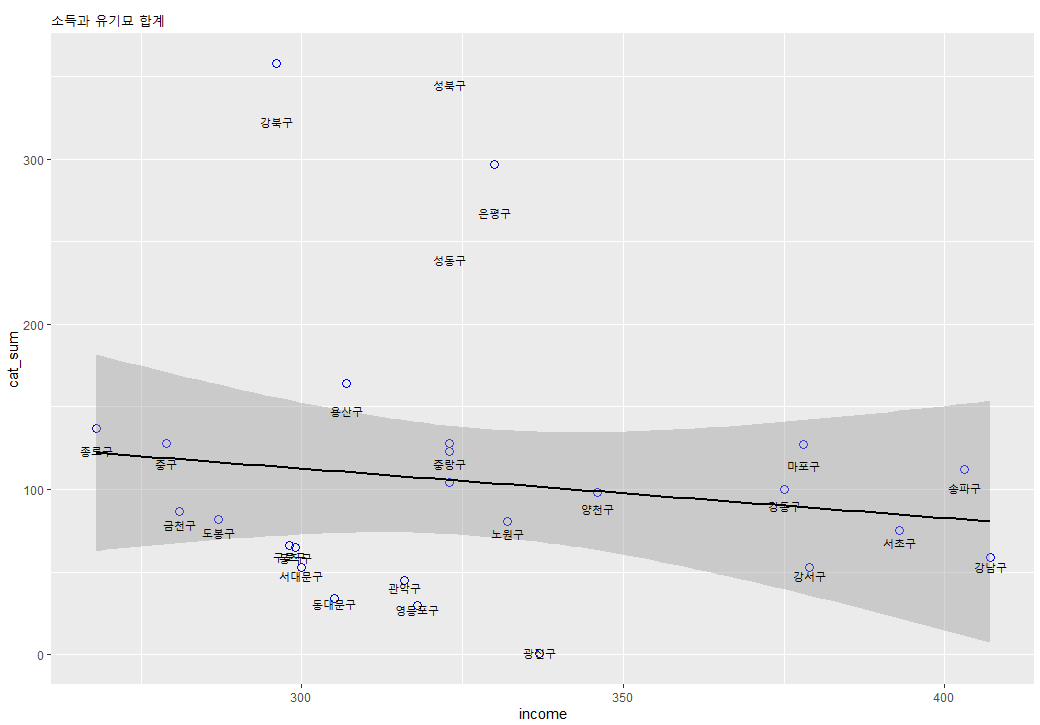 소득과 유기묘 합계
cat_sum
300
200
100
0
성북구
강북구
은평구
성동구
용산구
종로구
중구
중랑구
마포구
송파구
양천구
강동구
금천구
도봉구
노원구
서초구
서대문구
강서구
강남구
관악구
동대문구
영등포구
광진구
300
350
400
income